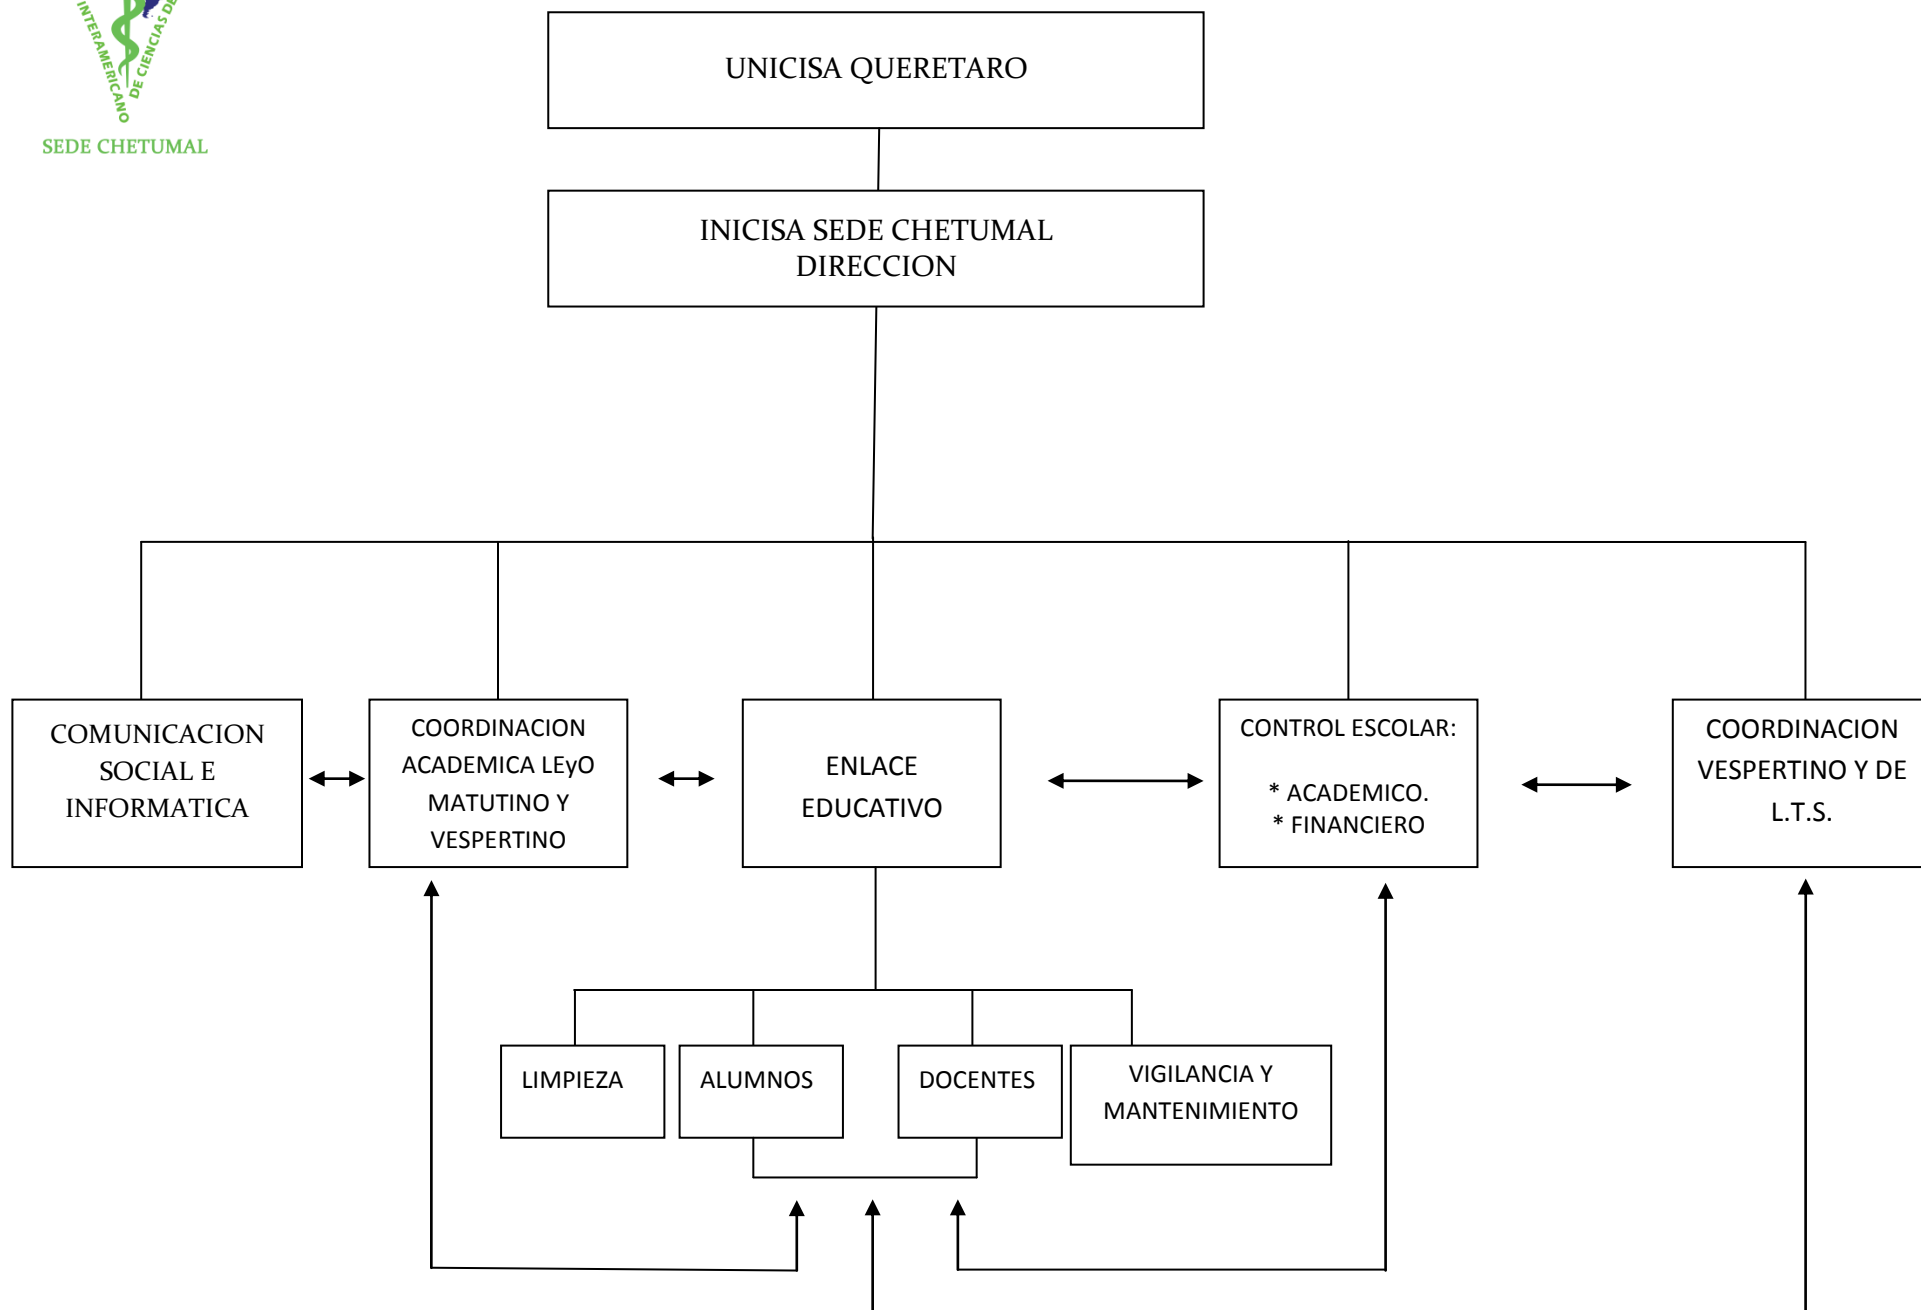 INTERAMERICANO
DE CIENCIAS DE
SEDE CHETUMAL
UNICISA QUERETARO
INICISA SEDE CHETUMAL
DIRECCION
COMUNICACION
SOCIAL E
INFORMATICA
COORDINACION
ACADEMICA LEyO
MATUTINO Y
VESPERTINO
ENLACE
EDUCATIVO
CONTROL ESCOLAR:
* ACADEMICO.
* FINANCIERO
COORDINACION
VESPERTINO Y DE
L.T.S.
LIMPIEZA
ALUMNOS
DOCENTES
VIGILANCIA Y
MANTENIMIENTO